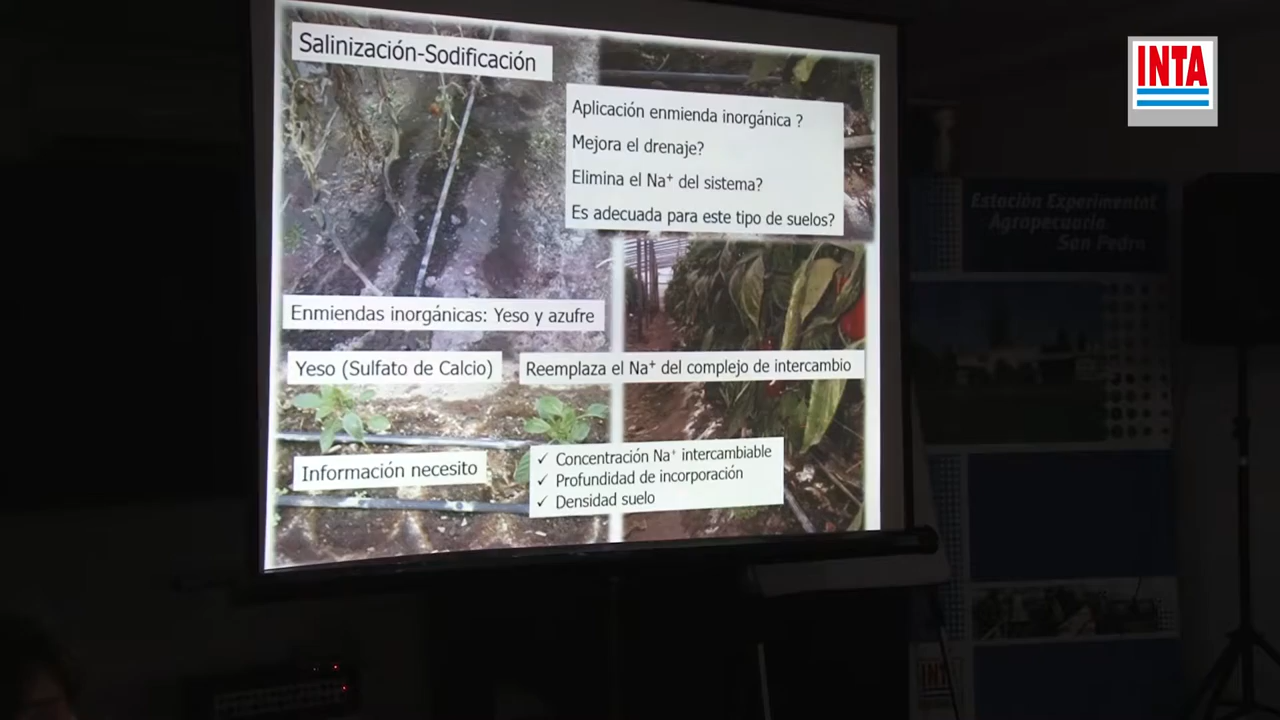 Salinización-Sodificación
Aplicación enmienda inorgánica ?
Mejora el drenaje?
Elimina el Na⁺ del sistema?
Es adecuada para este tipo de suelos?
Enmiendas inorgánicas: Yeso y azufre
Yeso (Sulfato de Calcio)
Reemplaza el Na⁺ del complejo de intercambio
Información necesito
✓ Concentración Na⁺ intercambiable
✓ Profundidad de incorporación
✓ Densidad suelo
INTA
Estación Experimental
Agropecuaria
San Pedro
INTA